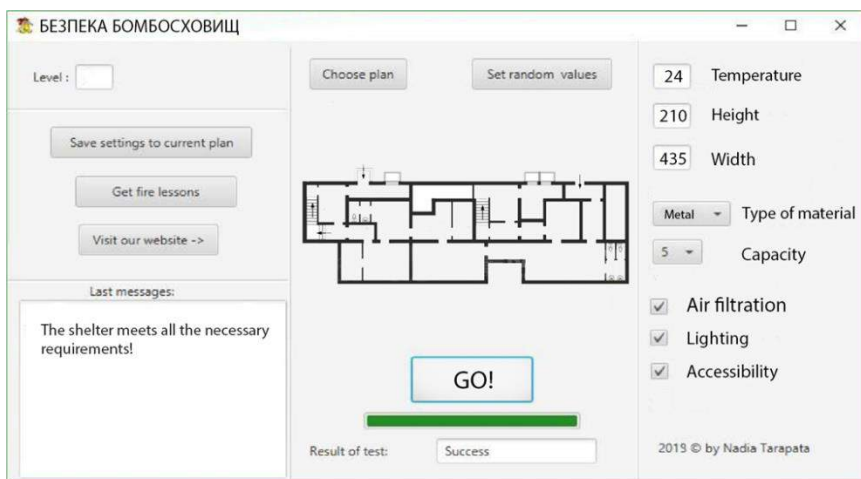 БЕЗПЕКА БОМБОСХОВИЩ
Level :
Save settings to current plan
Get fire lessons
Visit our website ->
Last messages:
The shelter meets all the necessary
requirements!
Choose plan
Set random values
GO!
Result of test:
Success
24 Temperature
210 Height
435 Width
Metal Type of material
5 Capacity
Air filtration
Lighting
Accessibility
2019 © by Nadia Tarapata